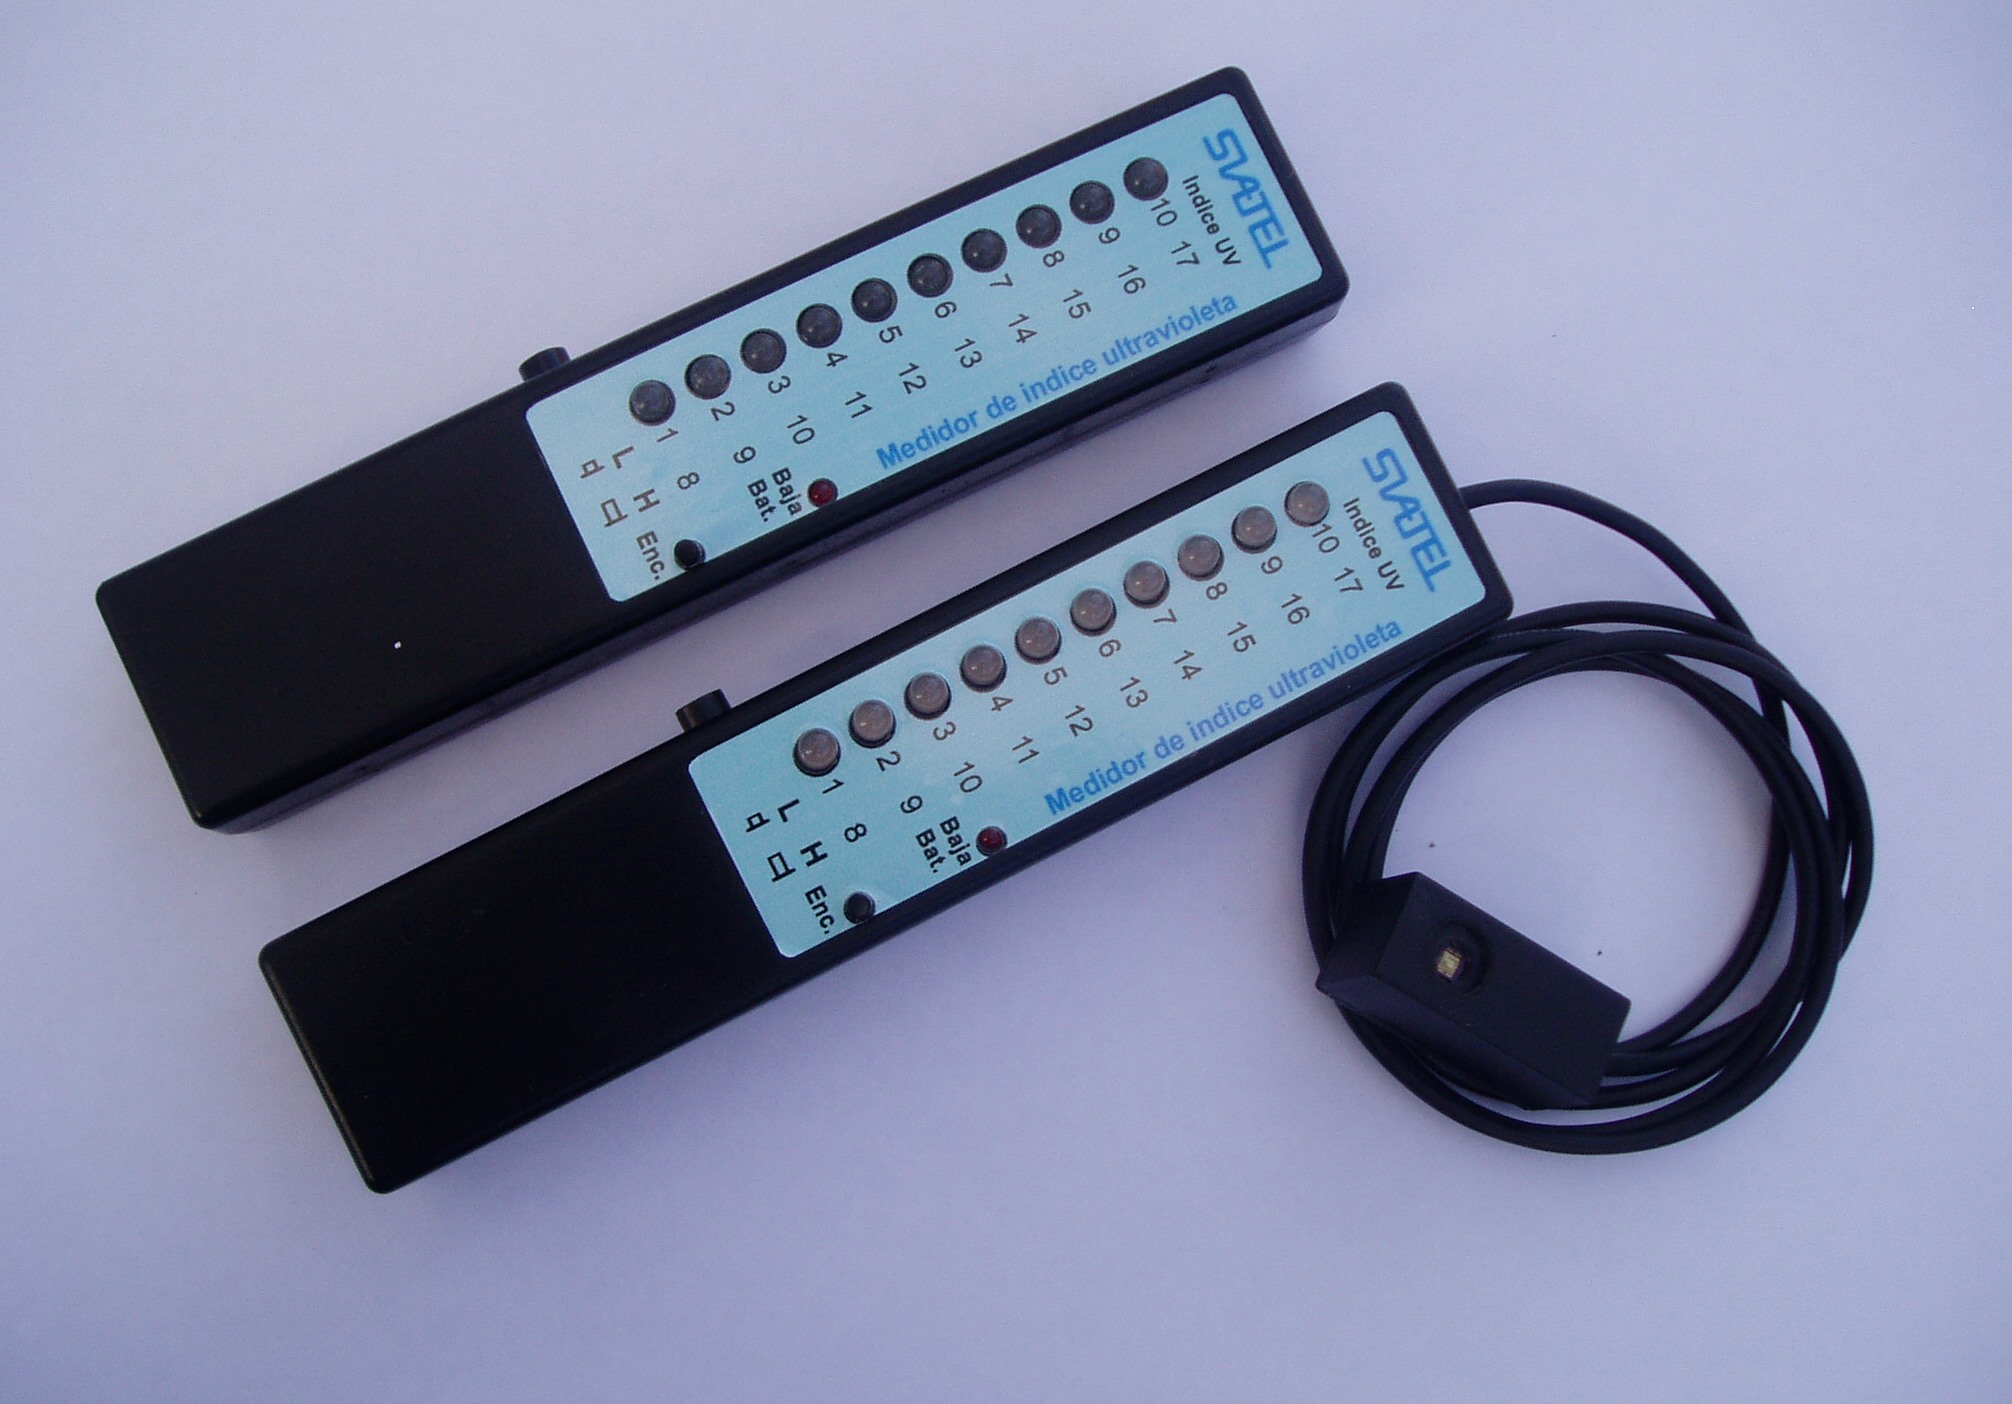 SIATEL
Indice UV
10 17
9 16
8 15
7 14
6 13
5 12
4 11
3 10
2 9
1 8
L H
Baja
Bat.
Enc.
Medidor de indice ultravioleta
SIATEL
Indice UV
10 17
9 16
8 15
7 14
6 13
5 12
4 11
3 10
2 9
1 8
L H
Baja
Bat.
Enc.
Medidor de indice ultravioleta